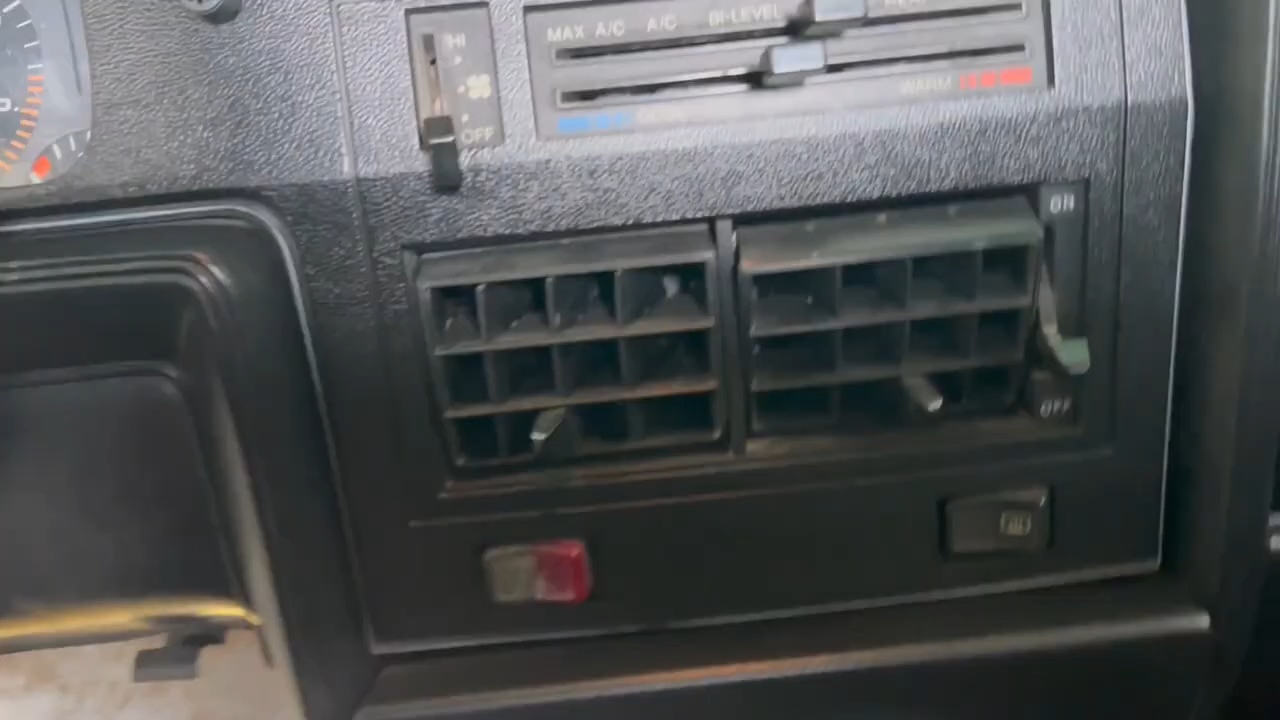 HI
OFF
MAX A/C A/C BI-LEVEL
WARM
ON
OFF